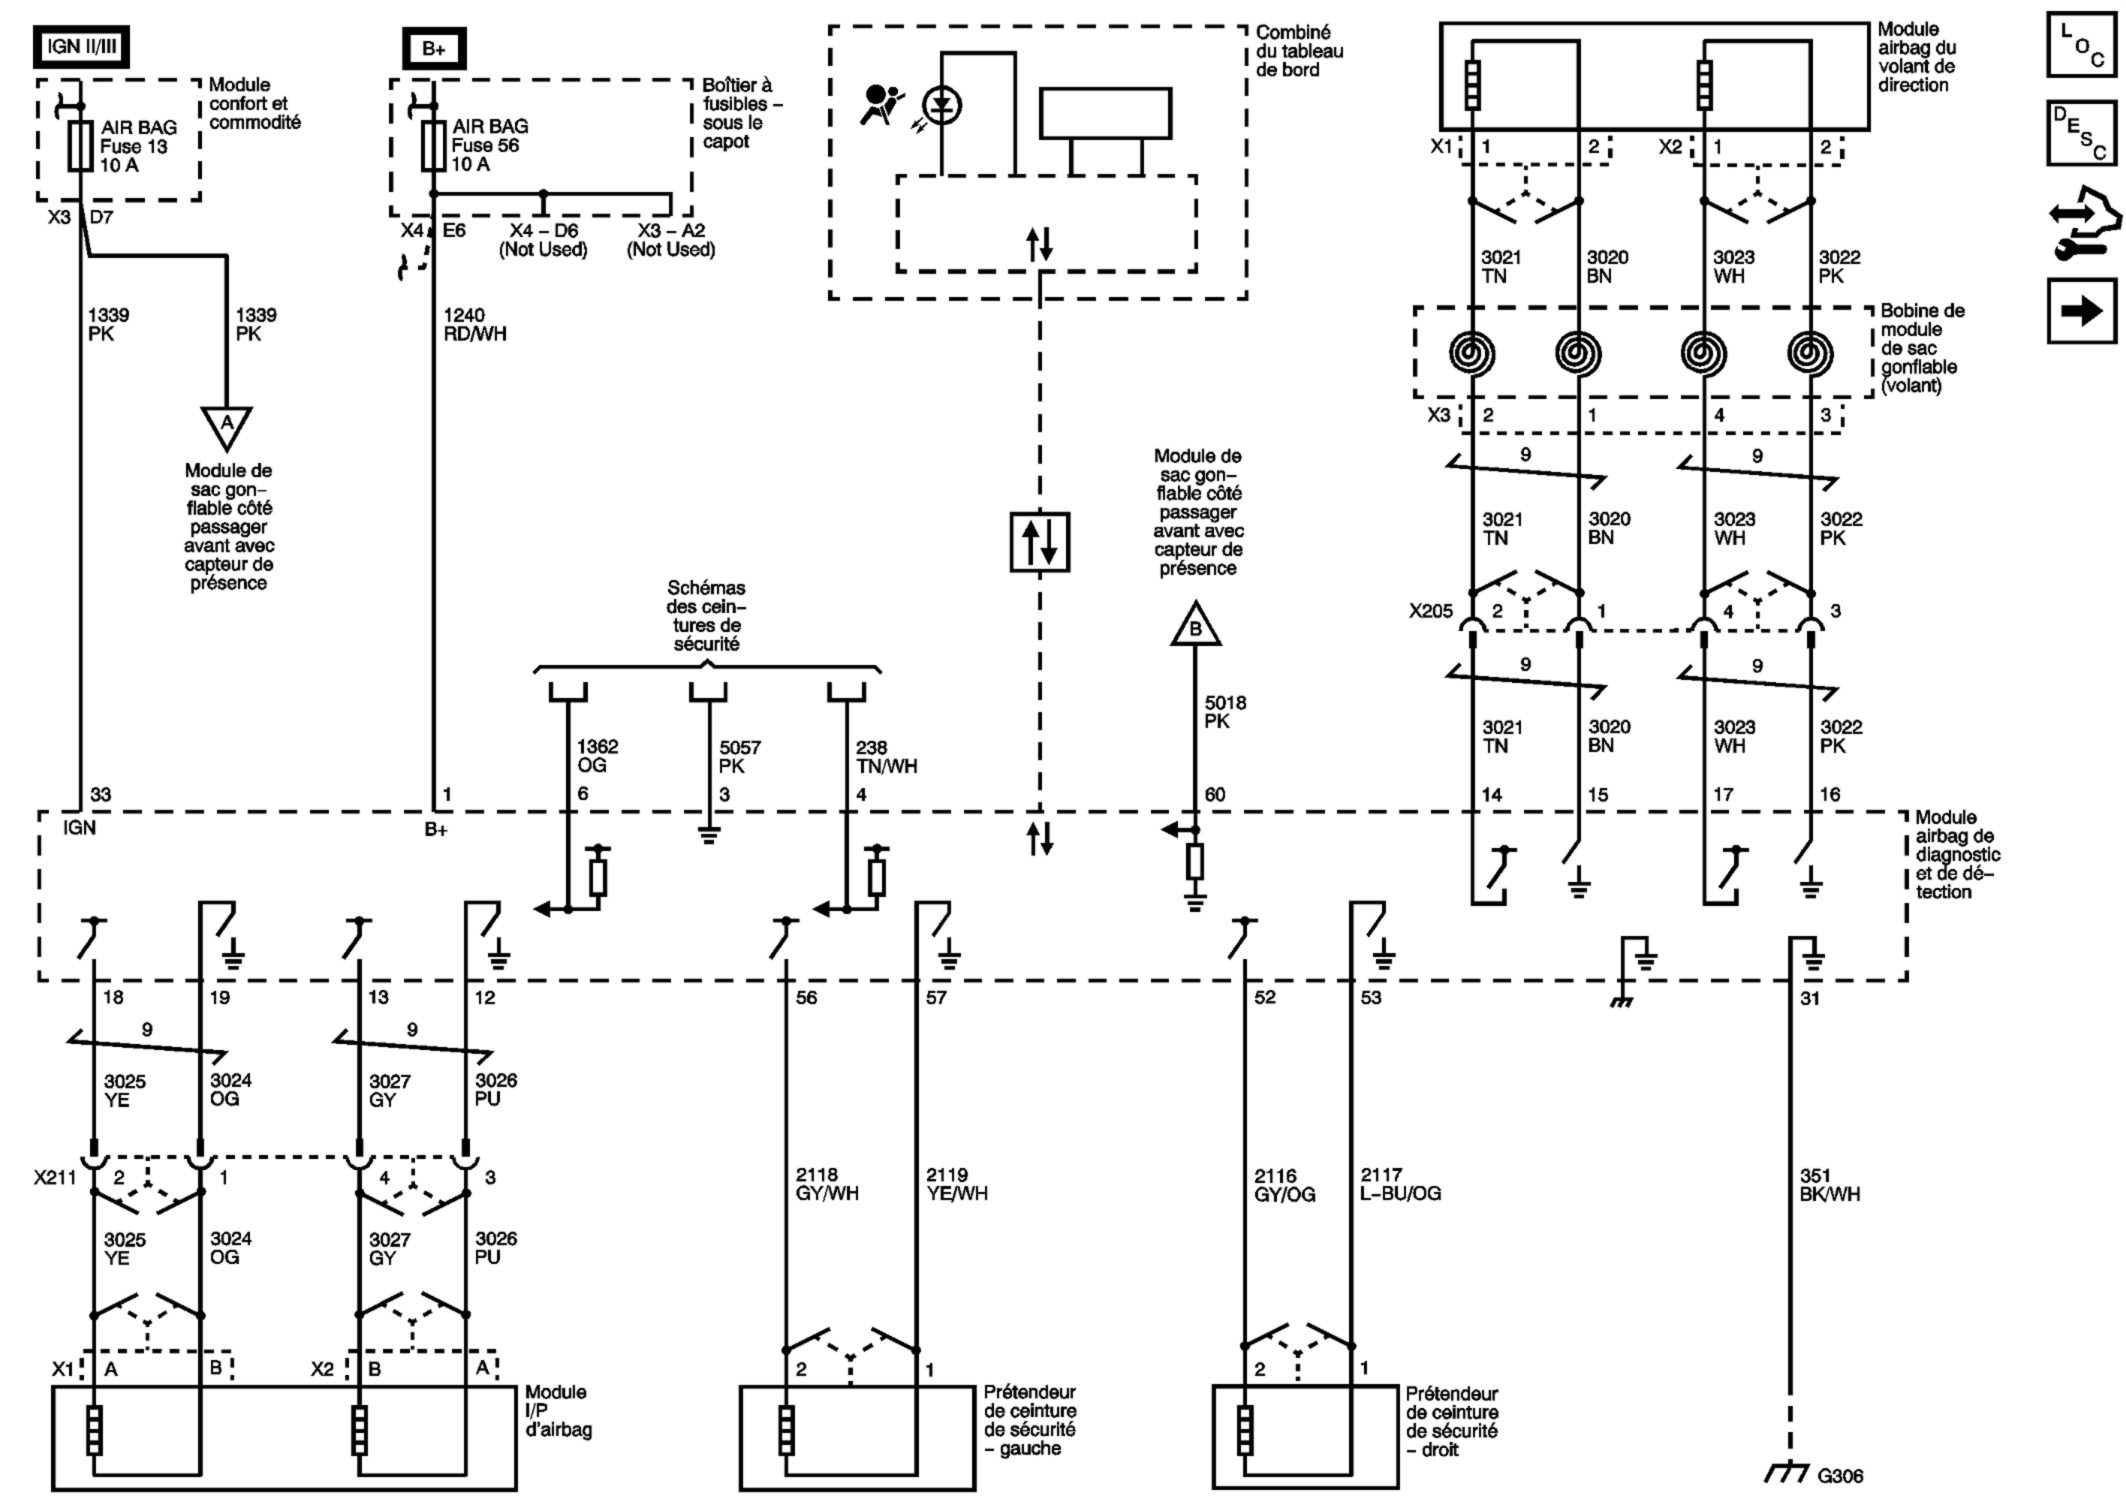 IGN II/III
Module
confort et
commodité
AIR BAG
Fuse 13
10 A
X3
D7
1339
PK
1339
PK
A
Module de
sac gon–
flable côté
passager
avant avec
capteur de
présence
B+
Boîtier à
fusibles –
sous le
capot
AIR BAG
Fuse 56
10 A
X4
E6
X4 – D6
(Not Used)
X3 – A2
(Not Used)
1240
RD/WH
Combiné
du tableau
de bord
Module
airbag du
volant de
direction
X1
1
2
X2
1
2
3021
TN
3020
BN
3023
WH
3022
PK
Bobine de
module
de sac
gonflable
(volant)
X3
2
1
4
3
9
9
3021
TN
3020
BN
3023
WH
3022
PK
X205
2
1
4
3
9
9
3021
TN
3020
BN
3023
WH
3022
PK
LOC
DESC
Schémas
des cein–
tures de
sécurité
1362
OG
5057
PK
238
TN/WH
Module de
sac gon–
flable côté
passager
avant avec
capteur de
présence
B
5018
PK
33
1
6
3
4
60
14
15
17
16
IGN
B+
Module
airbag de
diagnostic
et de dé–
tection
18
19
13
12
56
57
52
53
31
9
9
3025
YE
3024
OG
3027
GY
3026
PU
X211
2
1
4
3
3025
YE
3024
OG
3027
GY
3026
PU
2118
GY/WH
2119
YE/WH
2116
GY/OG
2117
L–BU/OG
351
BK/WH
X1
A
B
X2
B
A
Module
I/P
d'airbag
2
1
Prétendeur
de ceinture
de sécurité
– gauche
2
1
Prétendeur
de ceinture
de sécurité
– droit
G306